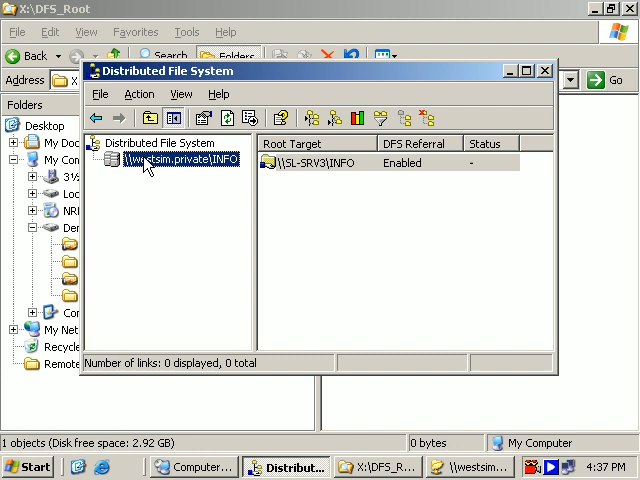 X:\DFS_Root
File Edit View Favorites Tools Help
Back Search Folders
Address X Go
Folders
Desktop
My Doc
My Com
3½
Loc
NRI
Der
Cor
My Net
Recycle
Remote
Distributed File System
File Action View Help
Distributed File System
\\westsim.private\INFO
Root Target DFS Referral Status
\\SL-SRV3\INFO Enabled -
Number of links: 0 displayed, 0 total
1 objects (Disk free space: 2.92 GB) 0 bytes My Computer
Start Computer... Distribut... X:\DFS_R... \\westsim... 4:37 PM